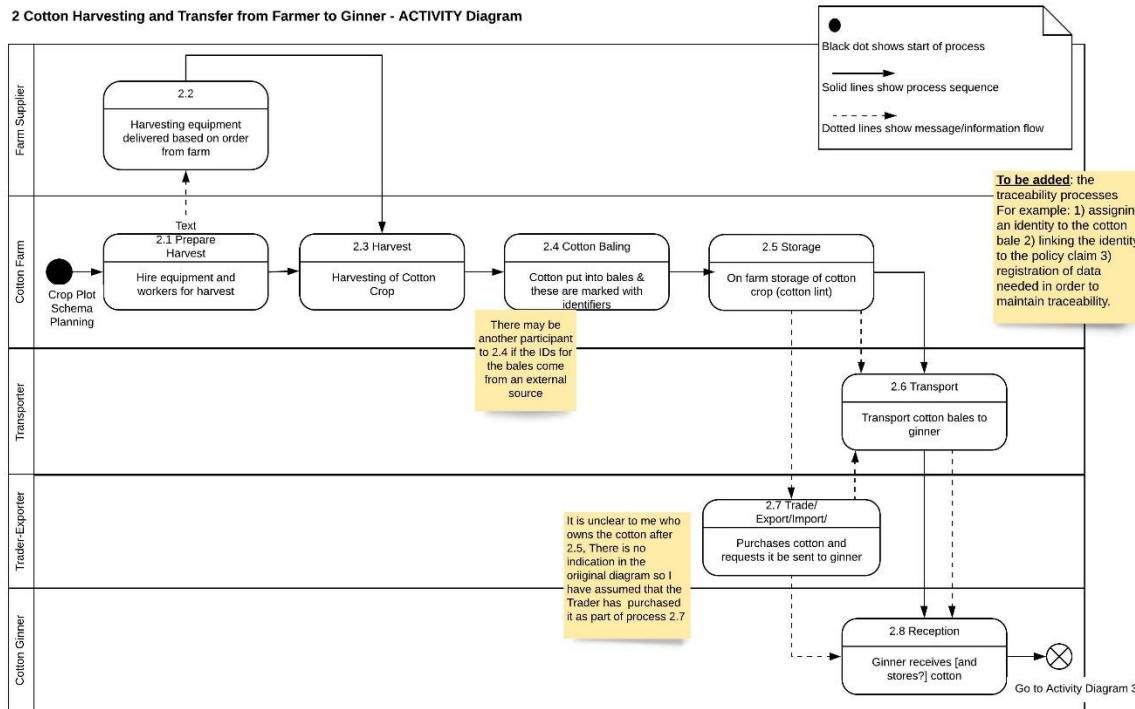 2 Cotton Harvesting and Transfer from Farmer to Ginner - ACTIVITY Diagram
Black dot shows start of process
Solid lines show process sequence
Dotted lines show message/information flow
Farm Supplier
2.2
Harvesting equipment
delivered based on order
from farm
To be added: the
traceability processes
For example: 1) assignin
an identity to the cotton
bale 2) linking the identity
to the policy claim 3)
registration of data
needed in order to
maintain traceability.
Cotton Farm
Crop Plot
Schema
Planning
Text
2.1 Prepare
Harvest
Hire equipment and
workers for harvest
2.3 Harvest
Harvesting of Cotton
Crop
2.4 Cotton Baling
Cotton put into bales &
these are marked with
identifiers
2.5 Storage
On farm storage of cotton
crop (cotton lint)
There may be
another participant
to 2.4 if the IDs for
the bales come
from an external
source
Transporter
2.6 Transport
Transport cotton bales to
ginner
Trader-Exporter
2.7 Trade/
Export/Import/
Purchases cotton and
requests it be sent to ginner
It is unclear to me who
owns the cotton after
2.5, There is no
indication in the
oriiginal diagram so I
have assumed that the
Trader has purchased
it as part of process 2.7
Cotton Ginner
2.8 Reception
Ginner receives [and
stores?] cotton
Go to Activity Diagram 3